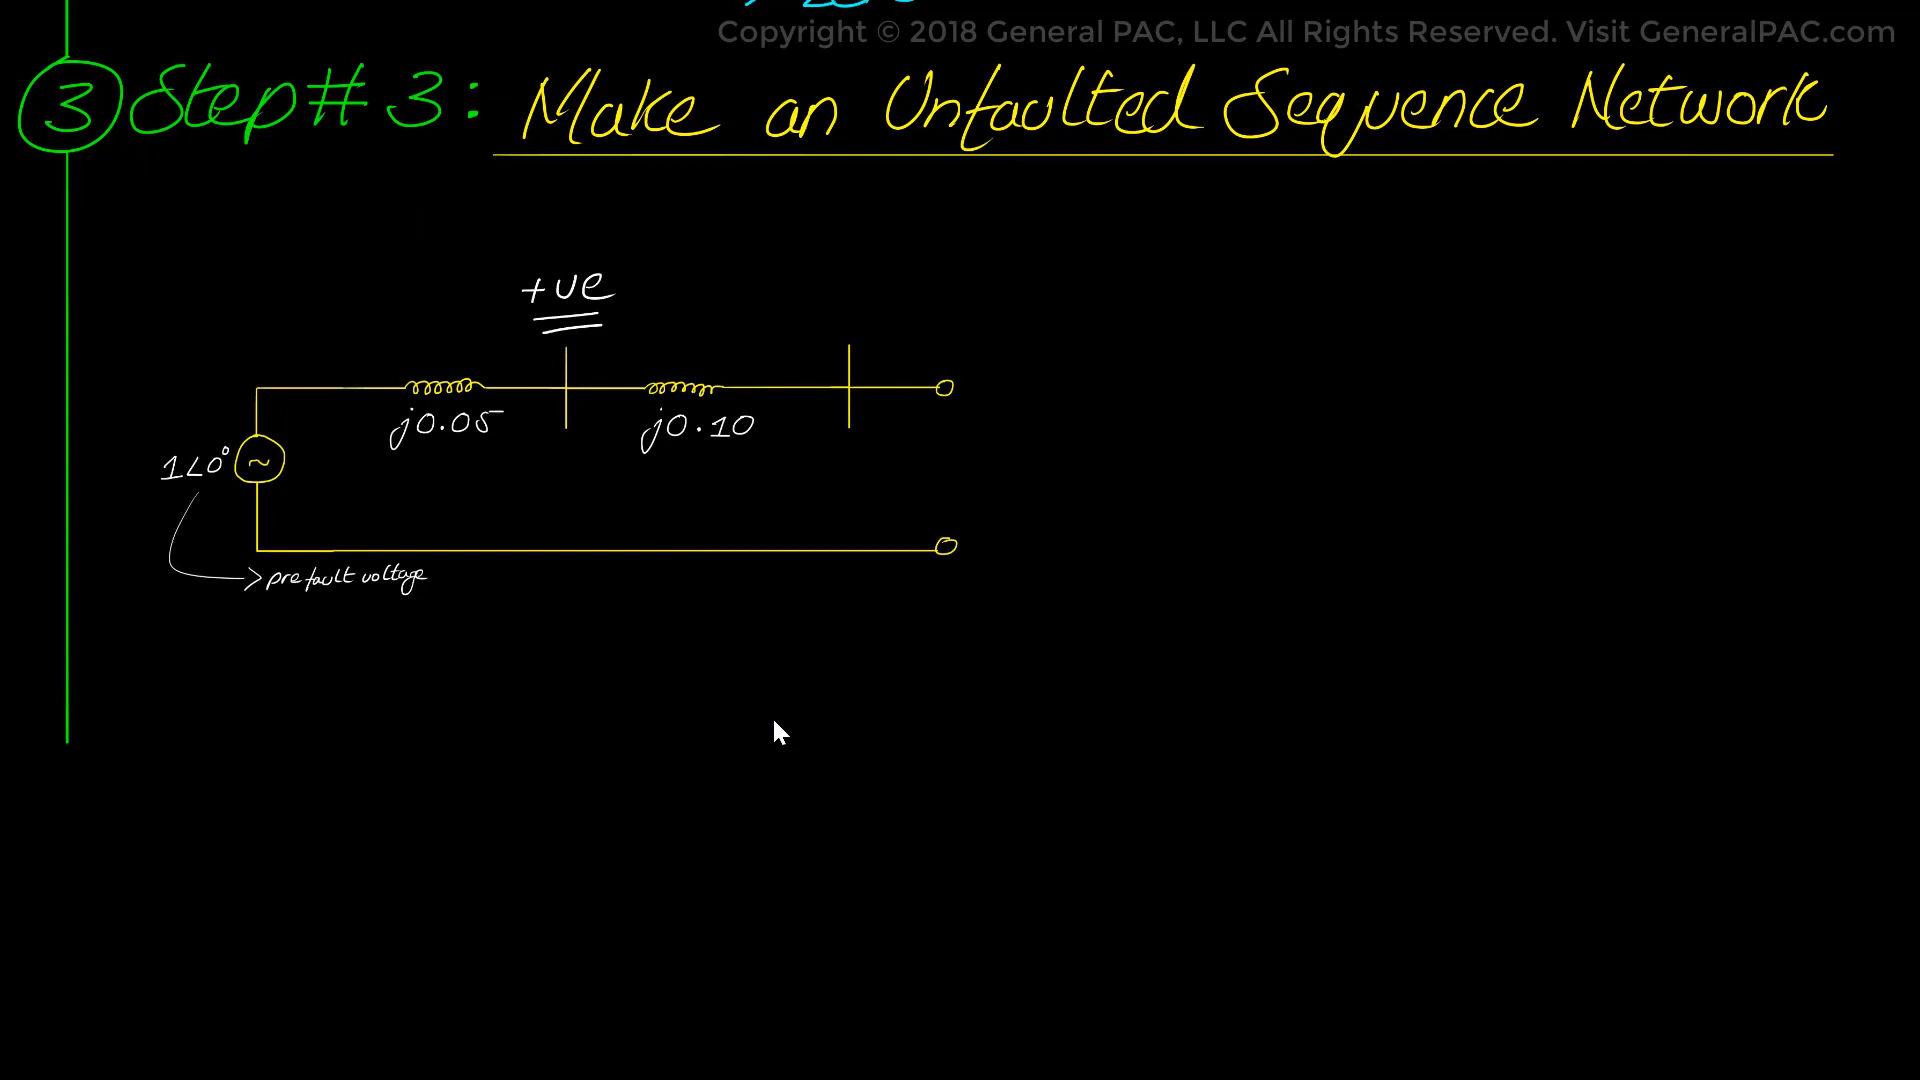 Copyright © 2018 General PAC, LLC All Rights Reserved. Visit GeneralPAC.com
3 Step # 3: Make an Unfaulted Sequence Network
+ve
j0.05 j0.10
1∠0°
prefault voltage